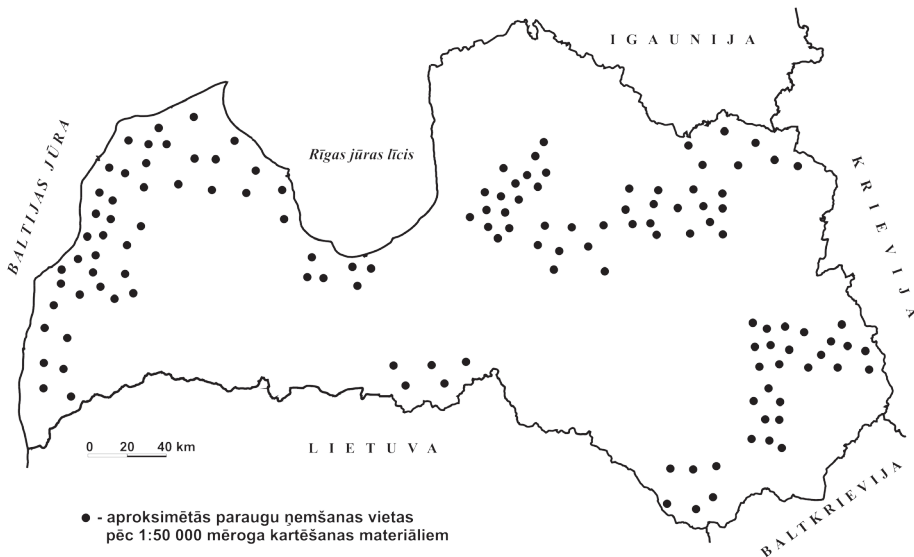 IGAUNIJA
BALTIJAS JŪRA
Rīgas jūras līcis
KRIEVIJA
0 20 40 km
LIETUVA
BALTKRIEVIJA
● - aproksimētās paraugu ņemšanas vietas
pēc 1:50 000 mēroga kartēšanas materiāliem